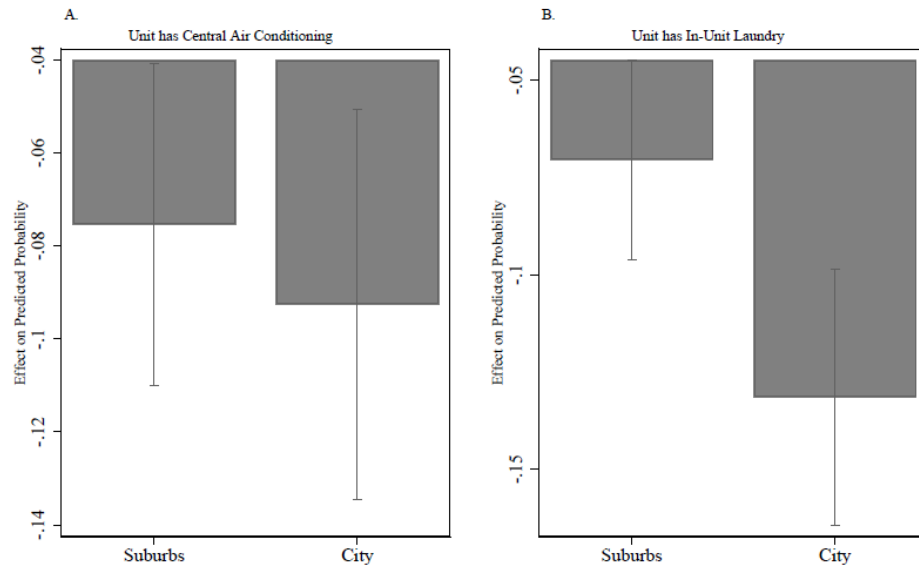 A.
Unit has Central Air Conditioning
Effect on Predicted Probability
-.04
-.06
-.08
-.1
-.12
-.14
Suburbs
City
B.
Unit has In-Unit Laundry
Effect on Predicted Probability
-.05
-.1
-.15
Suburbs
City